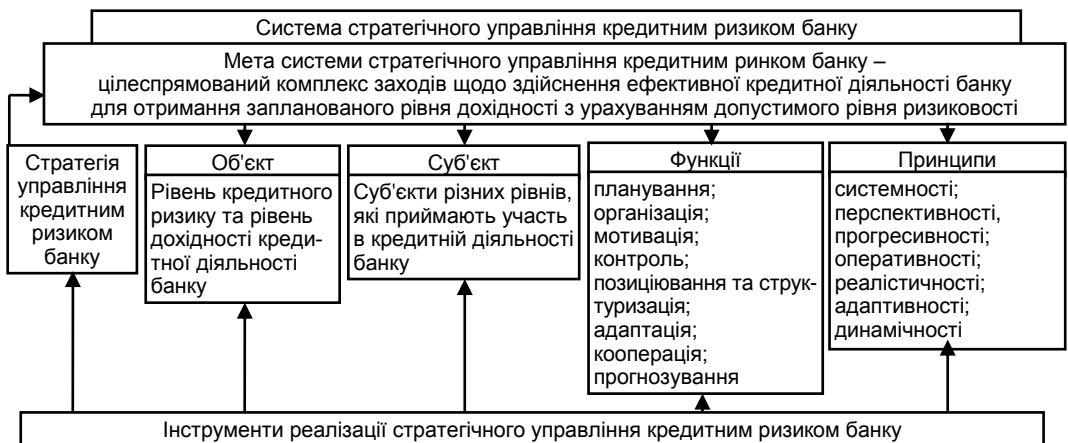 Система стратегічного управління кредитним ризиком банку
Мета системи стратегічного управління кредитним ринком банку –
цілеспрямований комплекс заходів щодо здійснення ефективної кредитної діяльності банку
для отримання запланованого рівня дохідності з урахуванням допустимого рівня ризиковості
Стратегія
управління
кредитним
ризиком
банку
Об'єкт
Рівень кредитного
ризику та рівень
дохідності креди-
тної діяльності
банку
Суб'єкт
Суб'єкти різних рівнів,
які приймають участь
в кредитній діяльності
банку
Функції
планування;
організація;
мотивація;
контроль;
позиціювання та струк-
туризація;
адаптація;
кооперація;
прогнозування
Принципи
системності;
перспективності,
прогресивності;
оперативності;
реалістичності;
адаптивності;
динамічності
Інструменти реалізації стратегічного управління кредитним ризиком банку